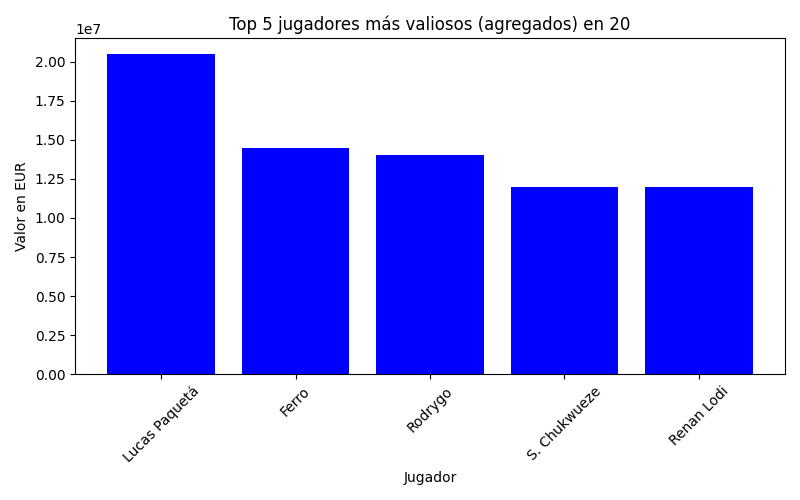 Top 5 jugadores más valiosos (agregados) en 20
1e7
2.00
1.75
1.50
1.25
1.00
0.75
0.50
0.25
0.00
Valor en EUR
Lucas Paquetá
Ferro
Rodrygo
S. Chukwueze
Renan Lodi
Jugador